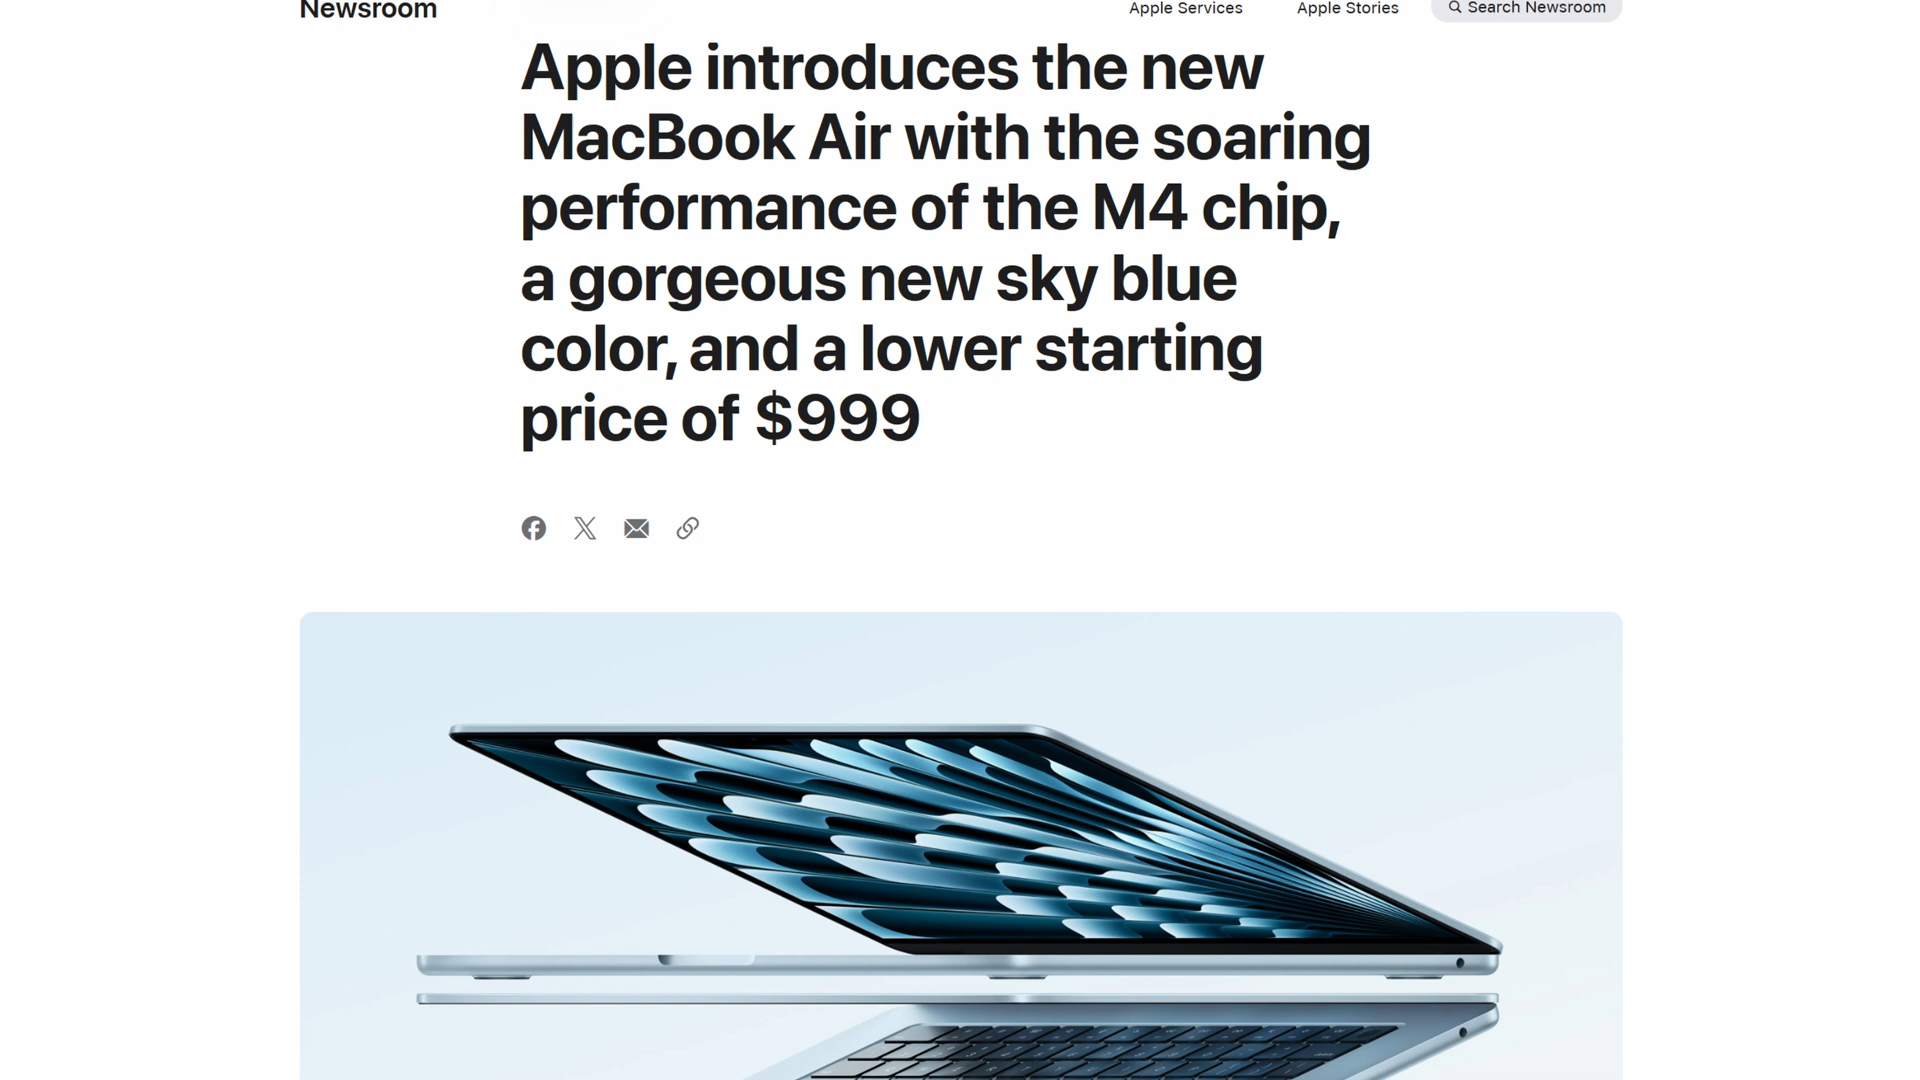 Newsroom
Apple Services
Apple Stories
Search Newsroom
Apple introduces the new
MacBook Air with the soaring
performance of the M4 chip,
a gorgeous new sky blue
color, and a lower starting
price of $999